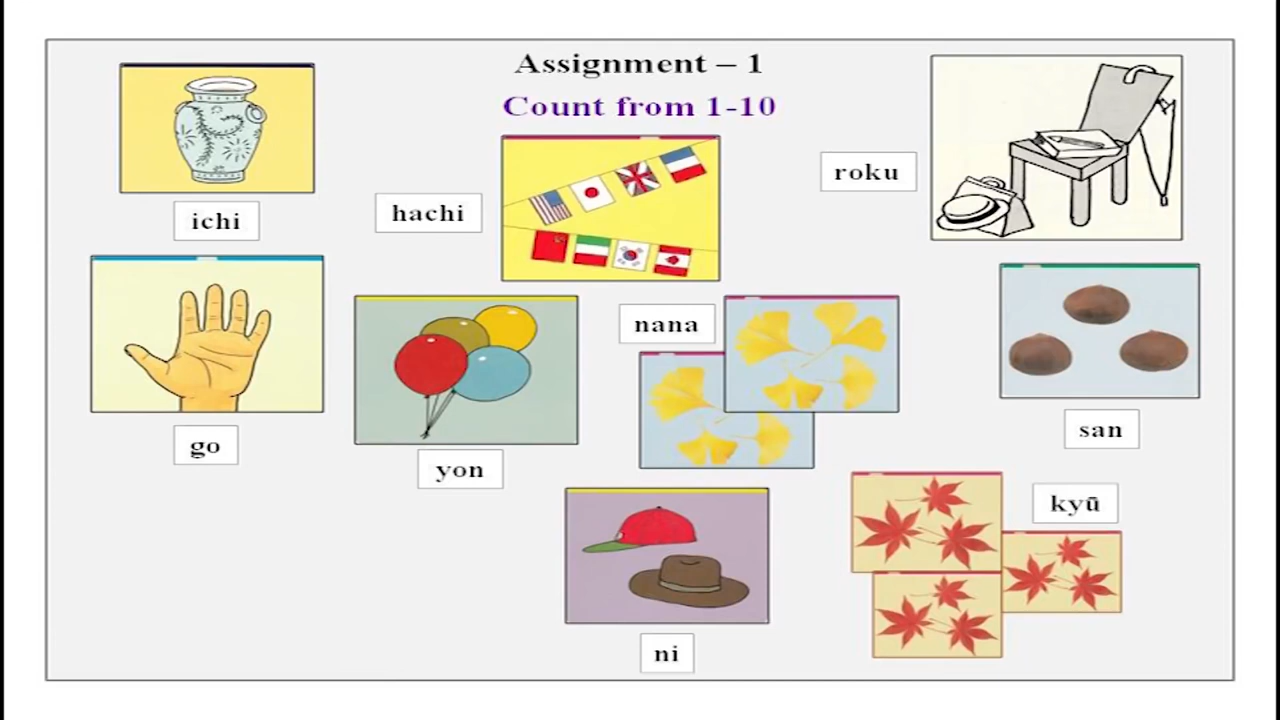 Assignment – 1
Count from 1-10
roku
ichi
hachi
nana
go
yon
san
kyū
ni